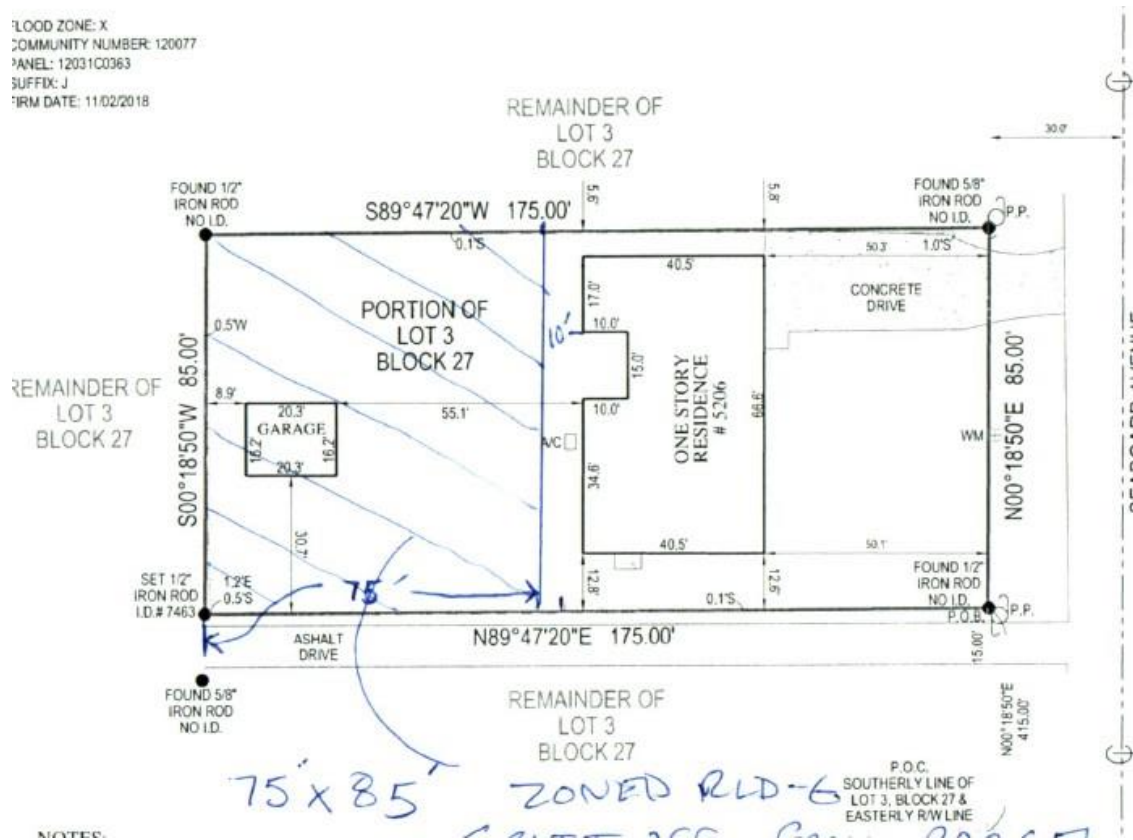 FLOOD ZONE: X
COMMUNITY NUMBER: 120077
PANEL: 12031C0363
SUFFIX: J
FIRM DATE: 11/02/2018
REMAINDER OF
LOT 3
BLOCK 27
30.0'
FOUND 1/2"
IRON ROD
NO I.D.
S89°47'20"W 175.00'
0.1'S
5.6'
5.8'
FOUND 5/8"
IRON ROD
NO I.D.
P.P.
50.3'
1.0'S
40.5'
CONCRETE
DRIVE
17.0'
PORTION OF
LOT 3
BLOCK 27
10'
10.0'
15.0'
10.0'
0.5'W
S00°18'50"W 85.00'
REMAINDER OF
LOT 3
BLOCK 27
8.9'
20.3'
GARAGE
16.2'
16.2'
20.3'
55.1'
A/C
ONE STORY
RESIDENCE
# 5206
66.6'
34.6'
WM
N00°18'50"E 85.00'
SEABOARD AVENUE
30.7'
40.5'
50.1'
SET 1/2"
IRON ROD
I.D.# 7463
1.2'E
0.5'S
75'
12.8'
12.6'
0.1'S
FOUND 1/2"
IRON ROD
NO I.D.
P.O.B.
P.P.
ASHALT
DRIVE
N89°47'20"E 175.00'
15.00'
FOUND 5/8"
IRON ROD
NO I.D.
REMAINDER OF
LOT 3
BLOCK 27
N00°18'50"E
415.00'
75' x 85' ZONED RLD-6
P.O.C.
SOUTHERLY LINE OF
LOT 3, BLOCK 27 &
EASTERLY R/W LINE
NOTES: